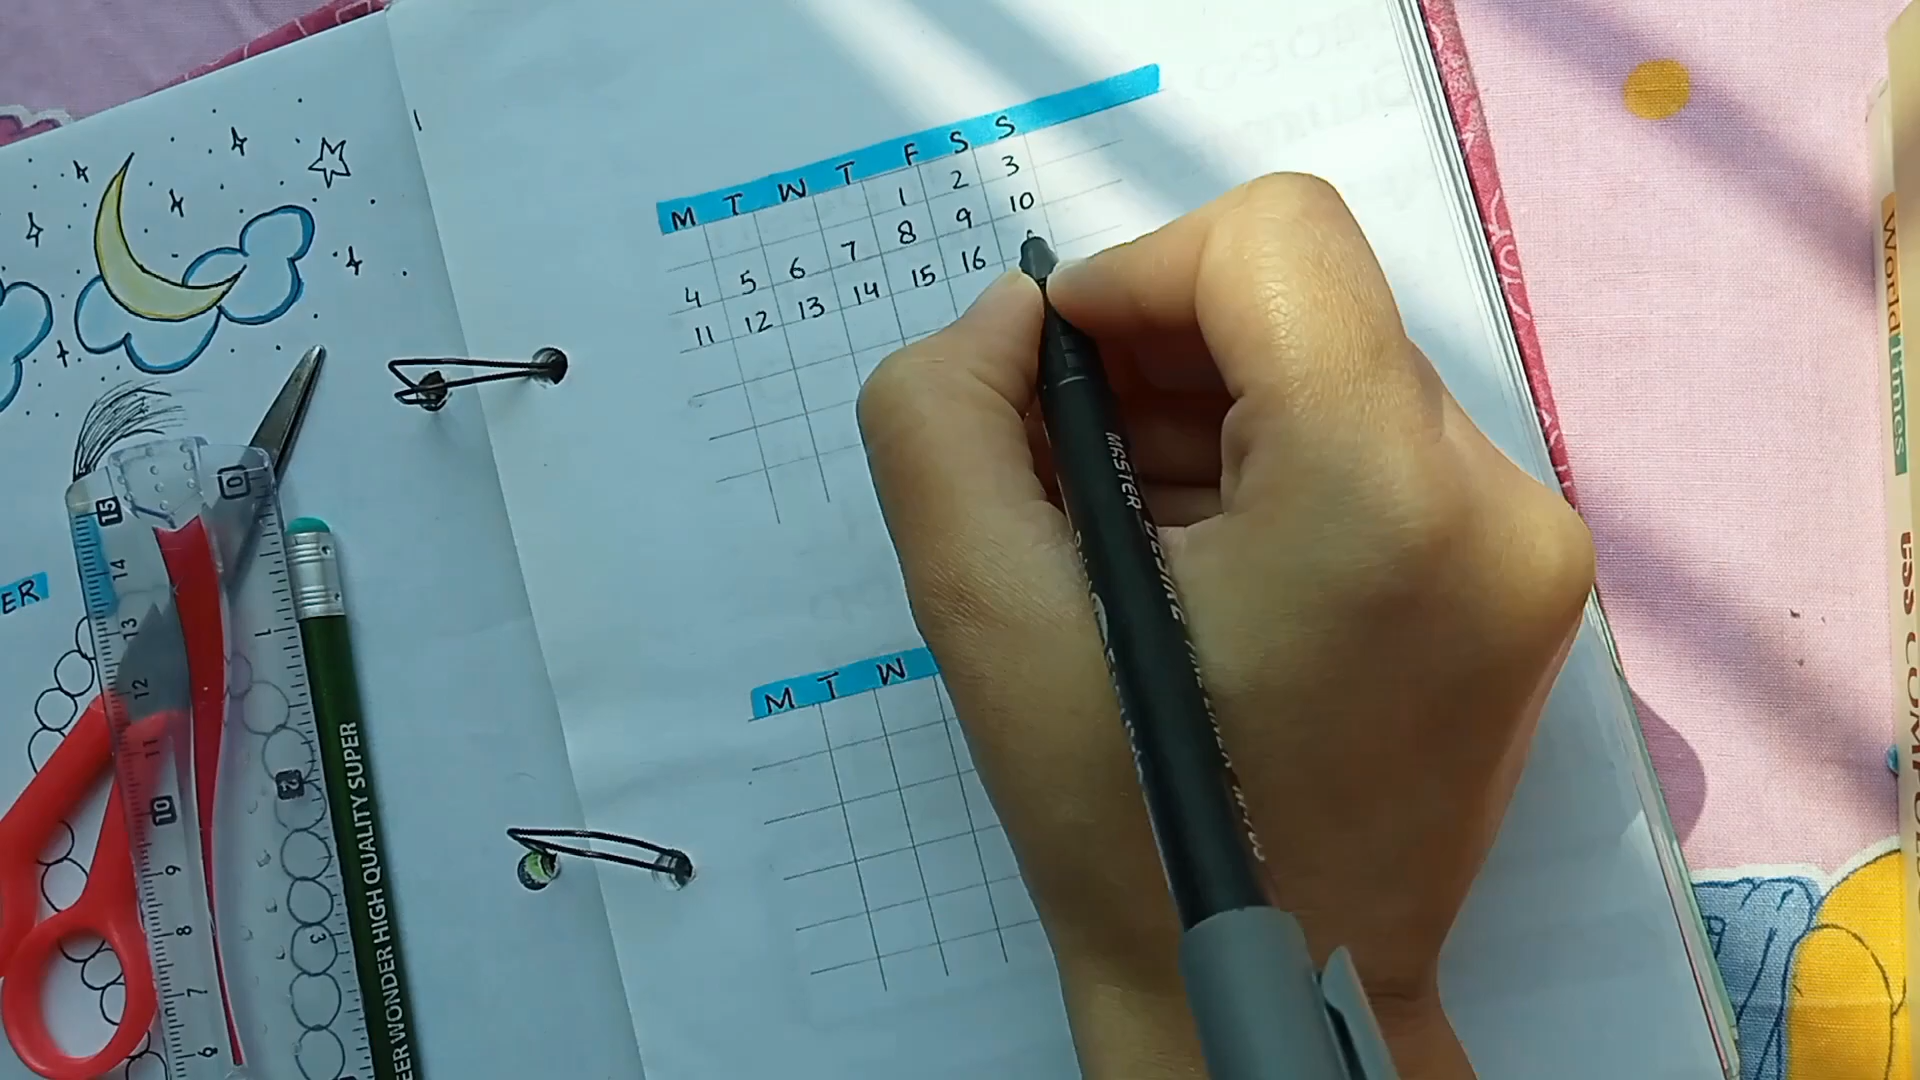 M T W T F S S
1 2 3
4 5 6 7 8 9 10
11 12 13 14 15 16
M T W
ER
15 0
14
13
12
11
10
9
8
7
6
1
2
3
EER WONDER HIGH QUALITY SUPER
MASTER DESINE
World Times